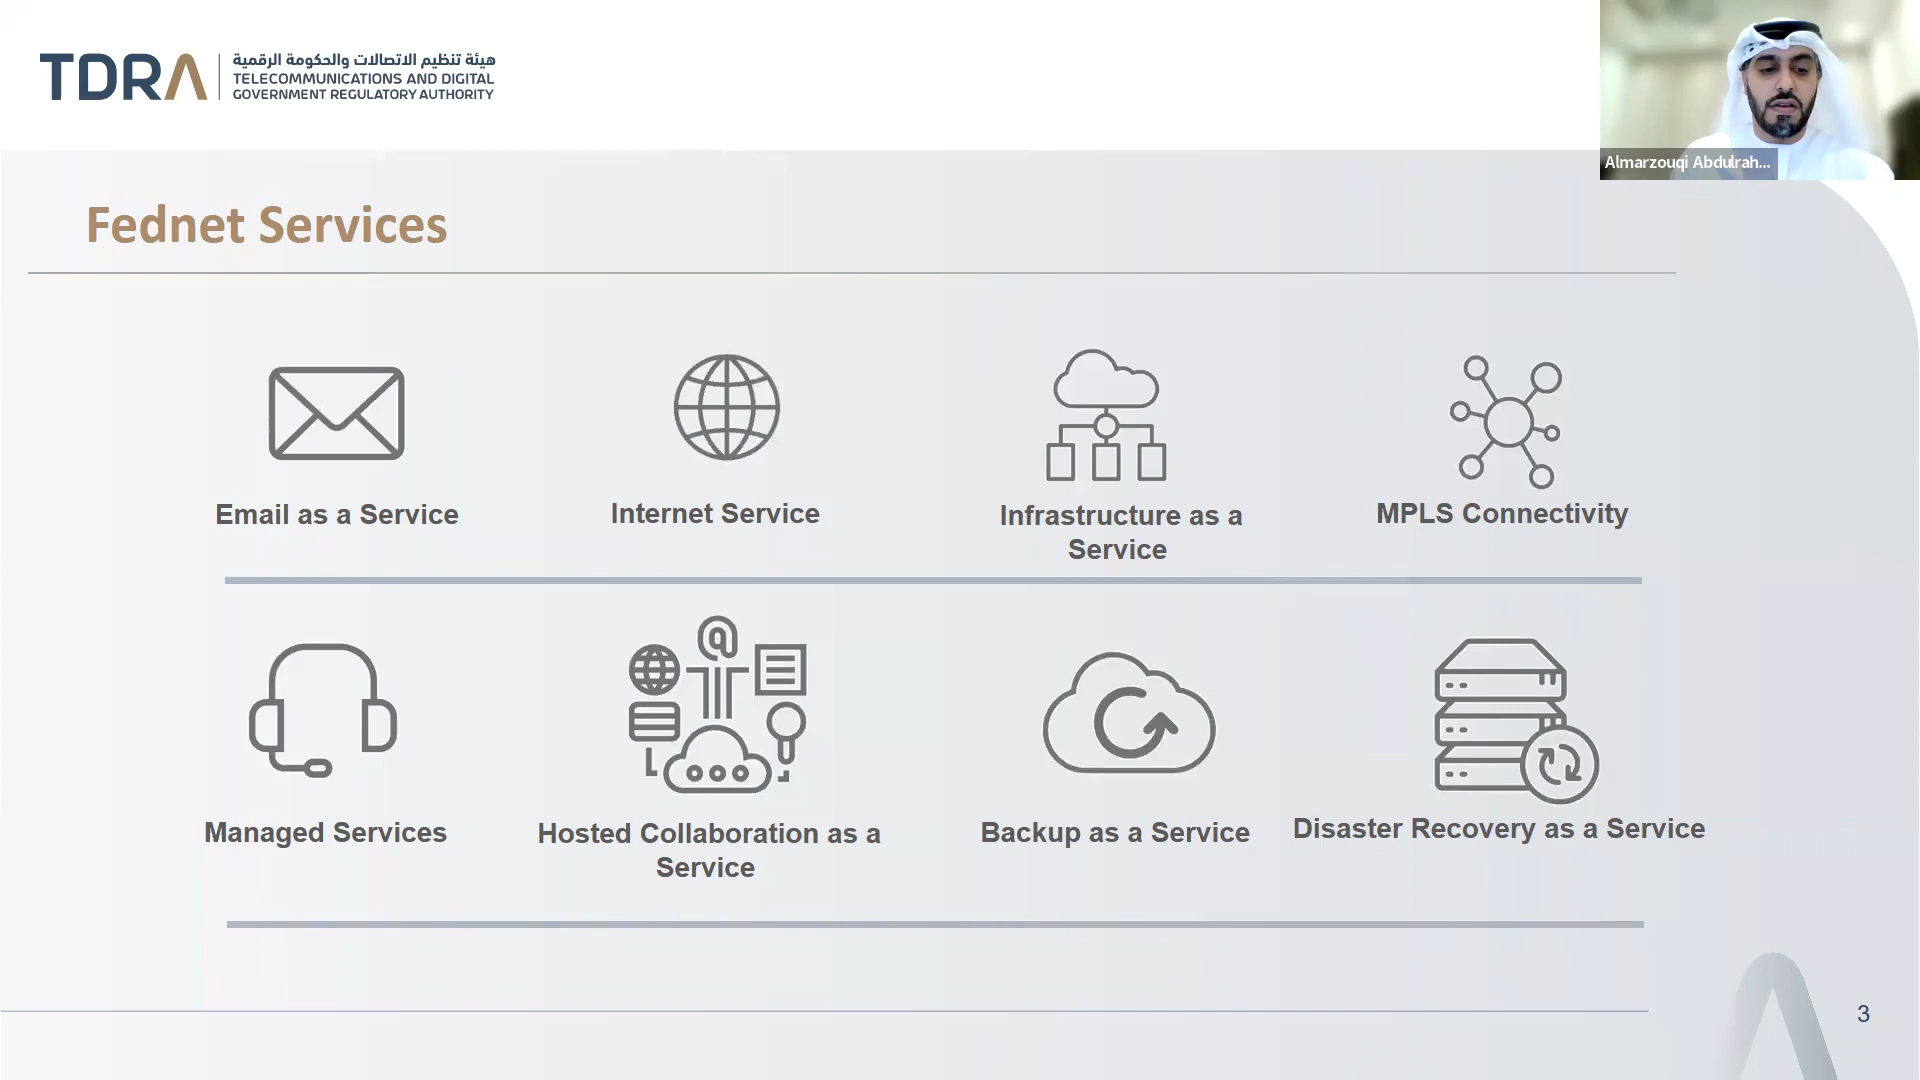 TDRA
هيئة تنظيم الاتصالات والحكومة الرقمية
TELECOMMUNICATIONS AND DIGITAL
GOVERNMENT REGULATORY AUTHORITY
Almarzouqi Abdulrah...
Fednet Services
Email as a Service
Internet Service
Infrastructure as a
Service
MPLS Connectivity
Managed Services
Hosted Collaboration as a
Service
Backup as a Service
Disaster Recovery as a Service
3